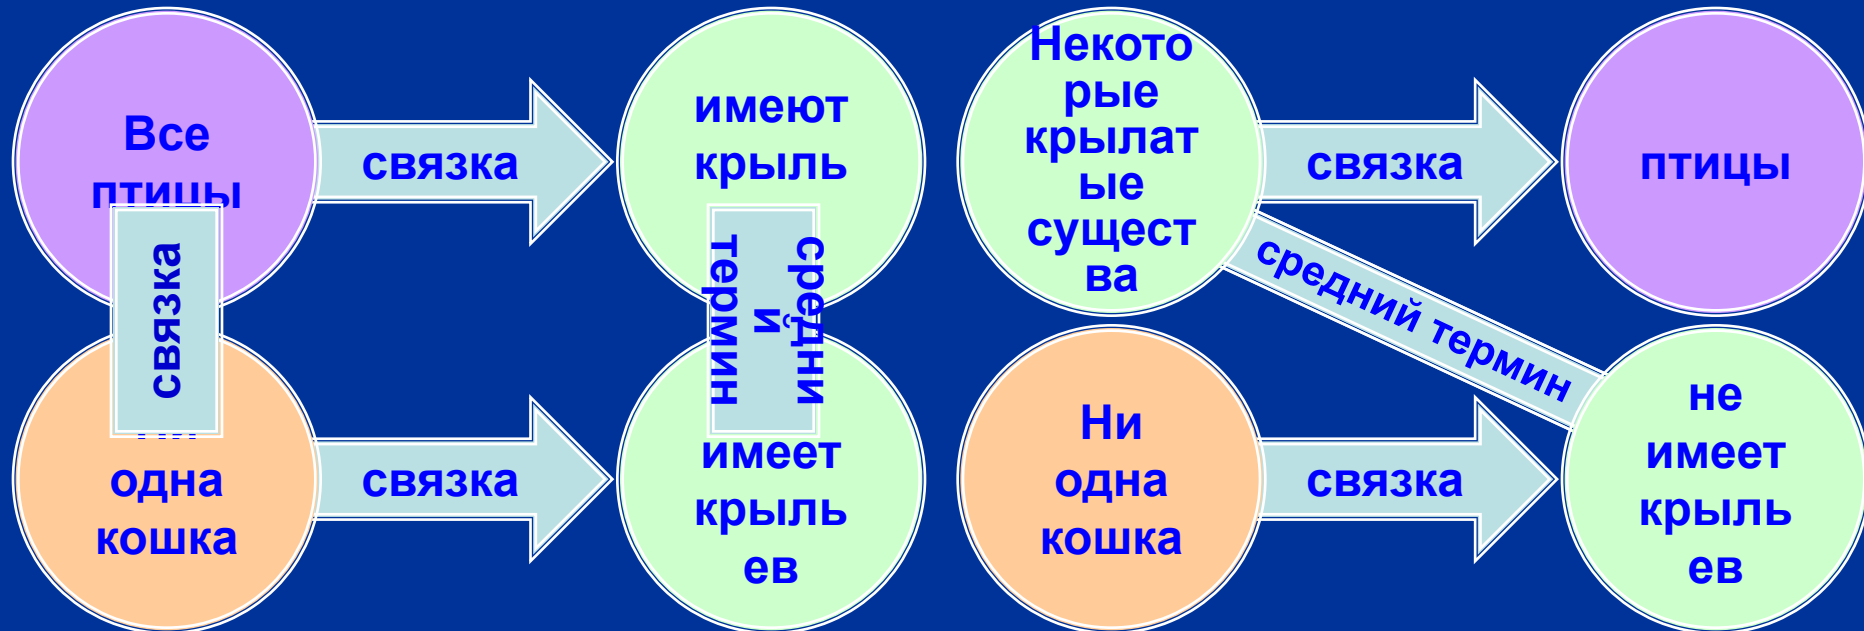 Все
птицы
связка
имеют
крыль
связка
средни
й
термин
одна
кошка
связка
имеет
крыль
ев
Некото
рые
крылат
ые
сущест
ва
связка
птицы
средний термин
Ни
одна
кошка
связка
не
имеет
крыль
ев